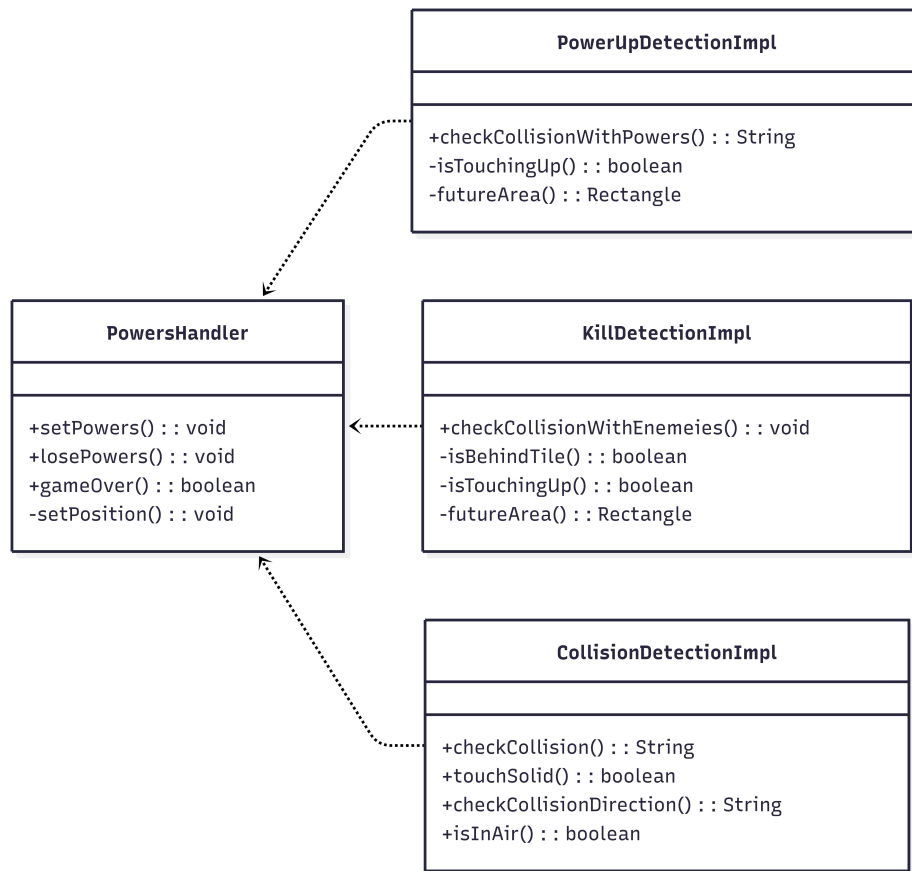 PowerUpDetectionImpl
+checkCollisionWithPowers() : : String
-isTouchingUp() : : boolean
-futureArea() : : Rectangle
PowersHandler
+setPowers() : : void
+losePowers() : : void
+gameOver() : : boolean
-setPosition() : : void
KillDetectionImpl
+checkCollisionWithEnemeies() : : void
-isBehindTile() : : boolean
-isTouchingUp() : : boolean
-futureArea() : : Rectangle
CollisionDetectionImpl
+checkCollision() : : String
+touchSolid() : : boolean
+checkCollisionDirection() : : String
+isInAir() : : boolean